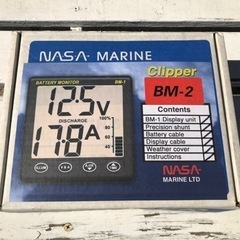 NASA MARINE
Clipper
BM-2
BATTERY MONITOR BM-1
12.5V
DISCHARGE
17.8A
100%
80
60
40
20
Contents
BM-1 Display unit
Precision shunt
Battery cable
Display cable
Weather cover
Instructions
NASA
MARINE LTD